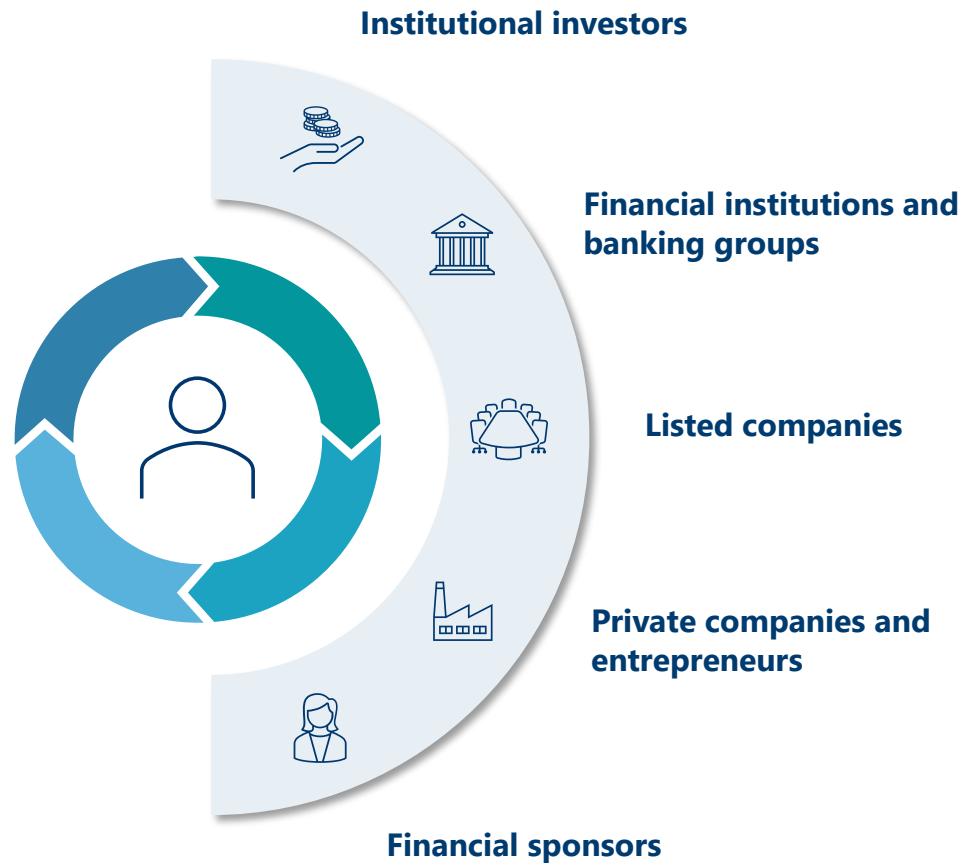 Institutional investors
Financial institutions and
banking groups
Listed companies
Private companies and
entrepreneurs
Financial sponsors